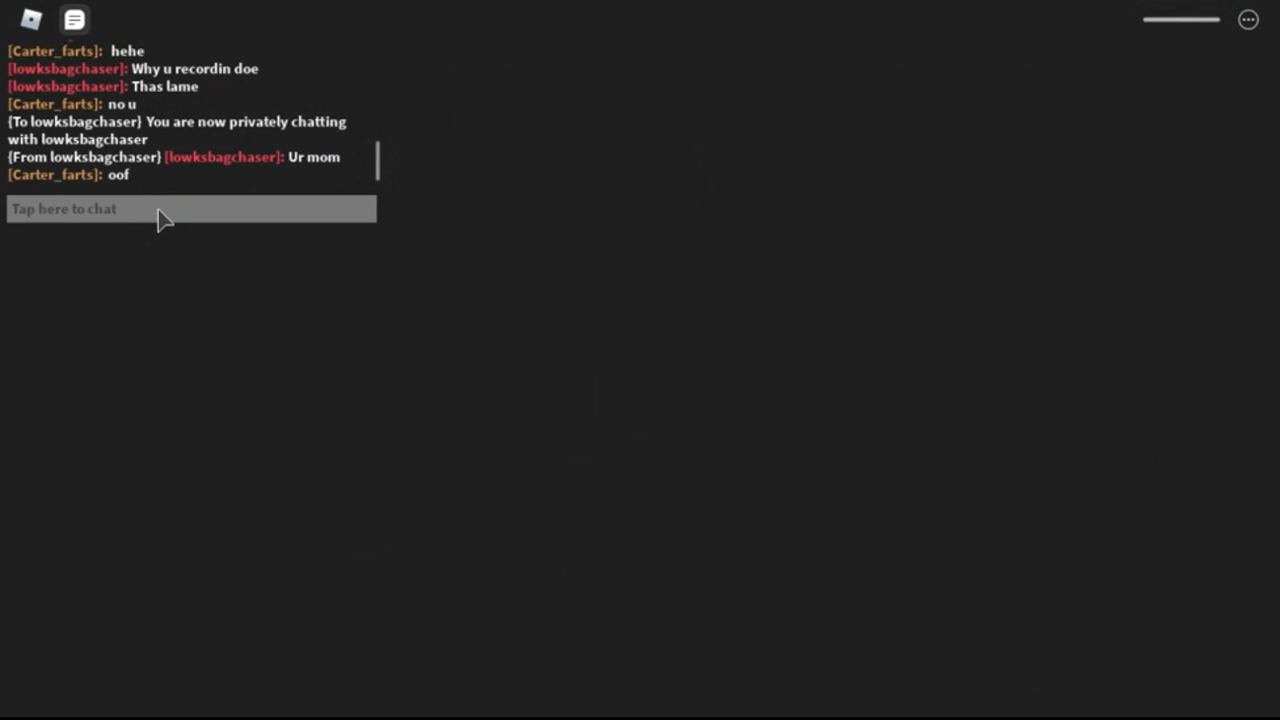 [Carter_farts]: hehe
[lowksbagchaser]: Why u recordin doe
[lowksbagchaser]: Thas lame
[Carter_farts]: no u
{To lowksbagchaser} You are now privately chatting
with lowksbagchaser
{From lowksbagchaser} [lowksbagchaser]: Ur mom
[Carter_farts]: oof
Tap here to chat